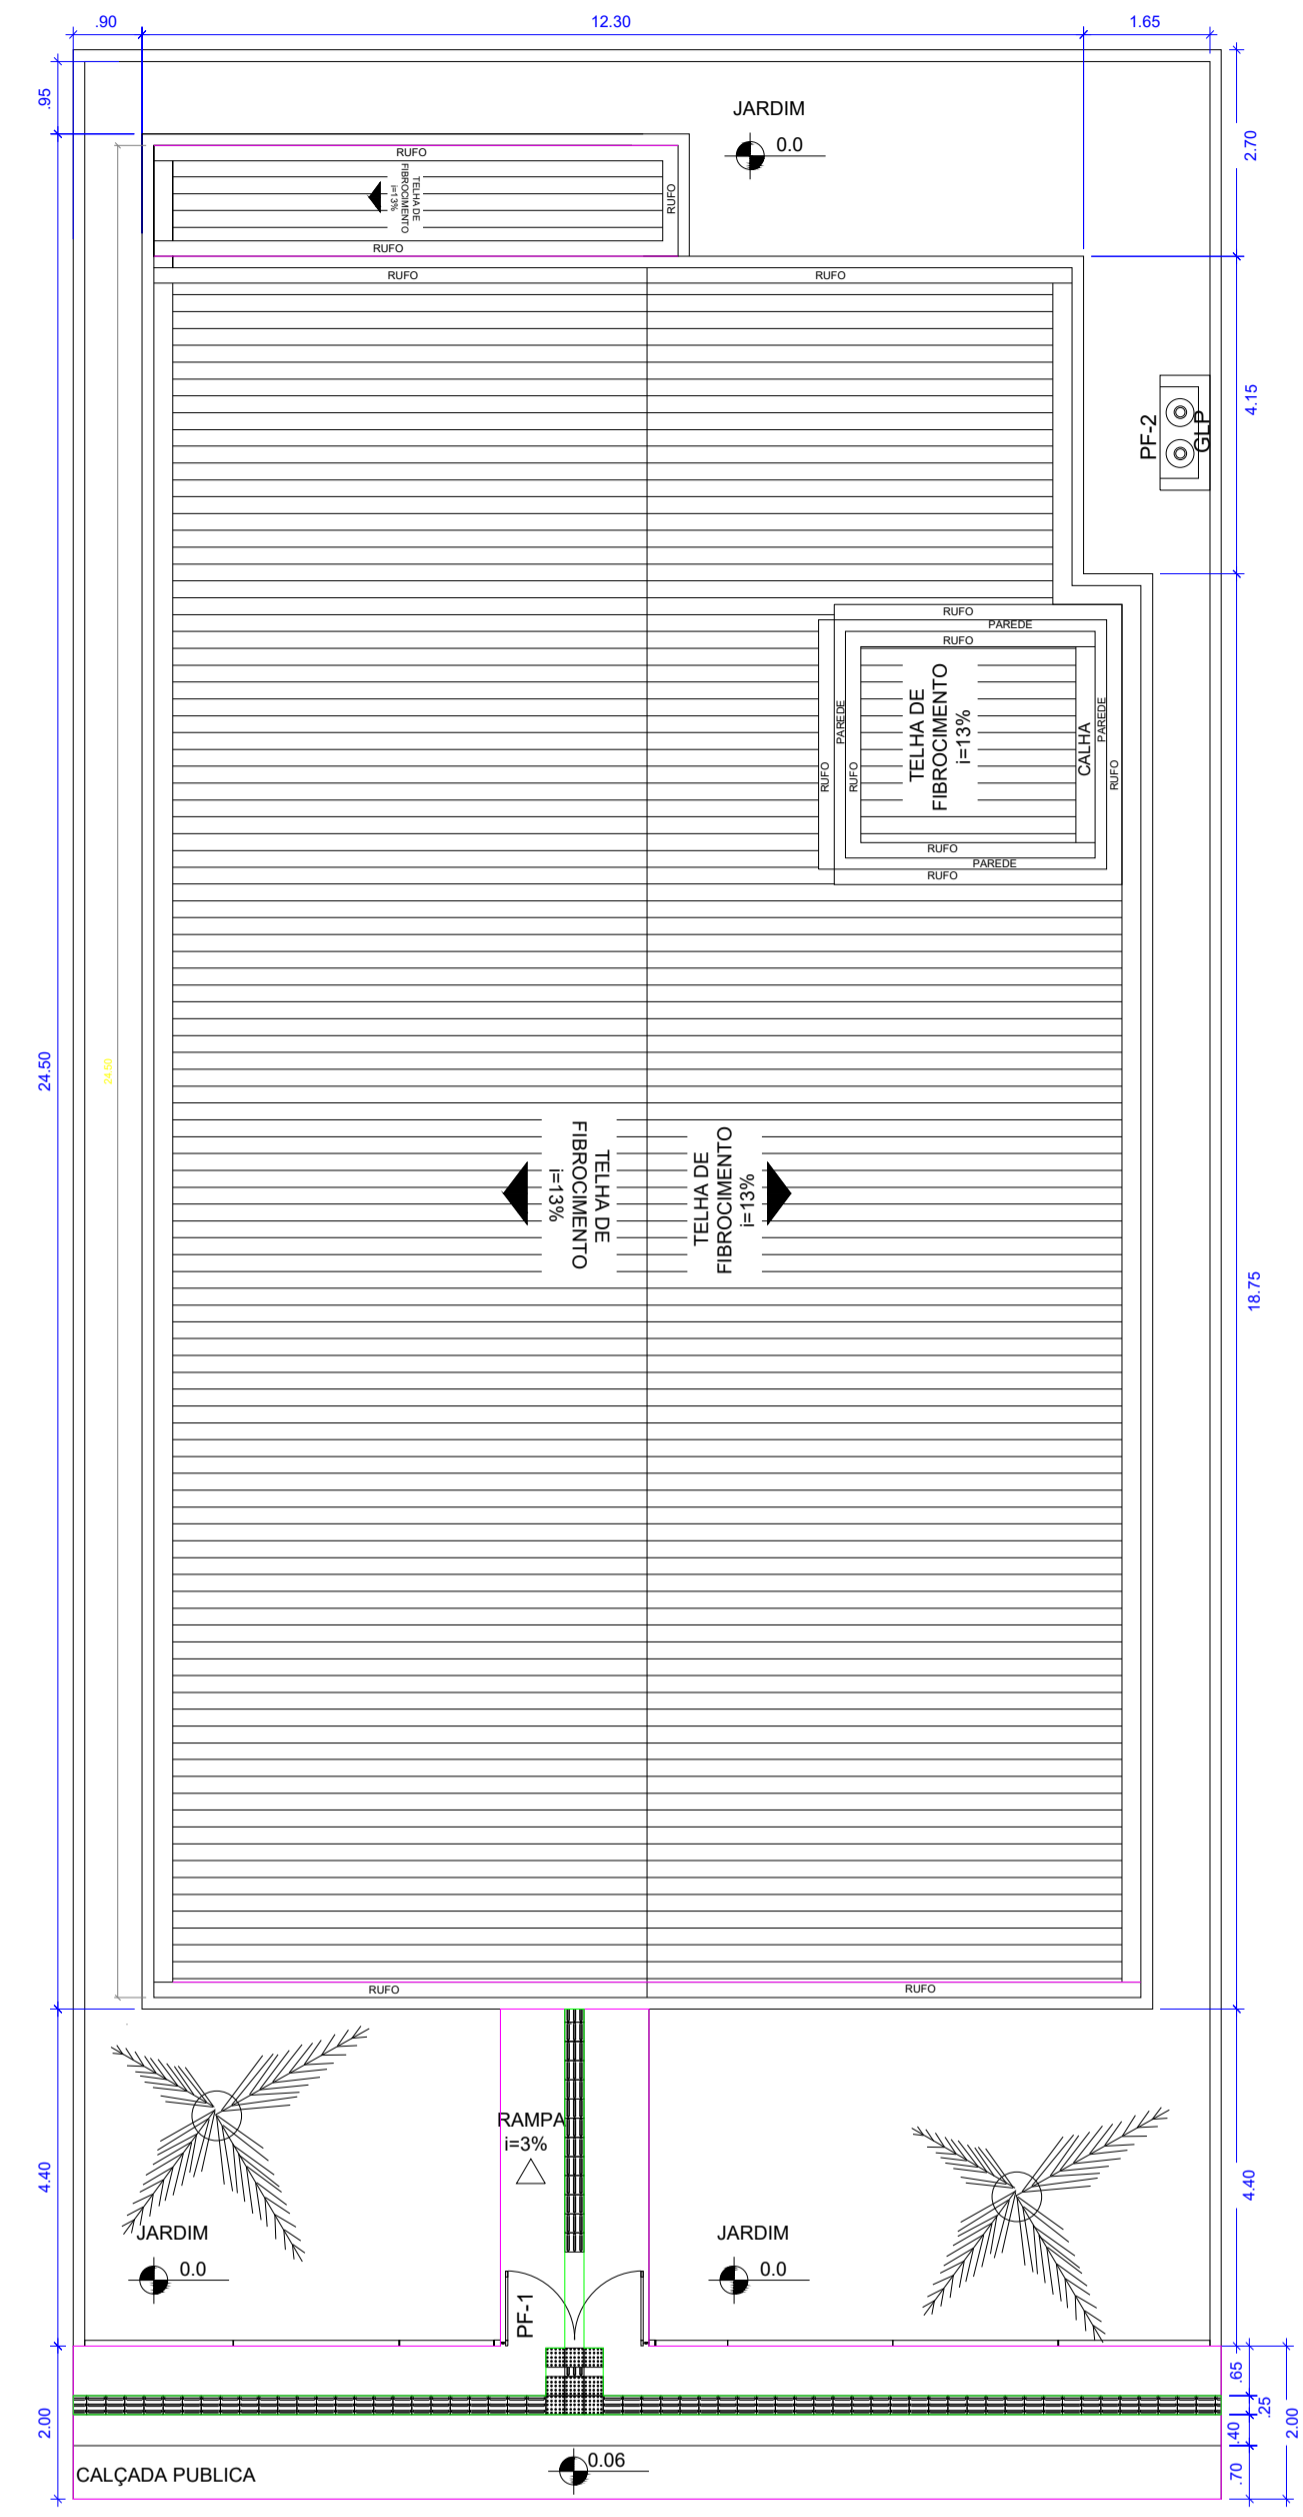 .90
12.30
1.65
.95
2.70
JARDIM
0.0
RUFO
TELHA DE
FIBROCIMENTO
i=13%
RUFO
RUFO
RUFO
RUFO
4.15
PF-2
GLP
RUFO
PAREDE
RUFO
PAREDE
RUFO
RUFO
TELHA DE
FIBROCIMENTO
i=13%
CALHA
PAREDE
RUFO
RUFO
PAREDE
RUFO
24.50
24.50
TELHA DE
FIBROCIMENTO
i=13%
TELHA DE
FIBROCIMENTO
i=13%
18.75
RUFO
RUFO
RAMPA
i=3%
4.40
4.40
JARDIM
0.0
JARDIM
0.0
PF-1
.65
.25
2.00
.40
2.00
.70
0.06
CALÇADA PUBLICA